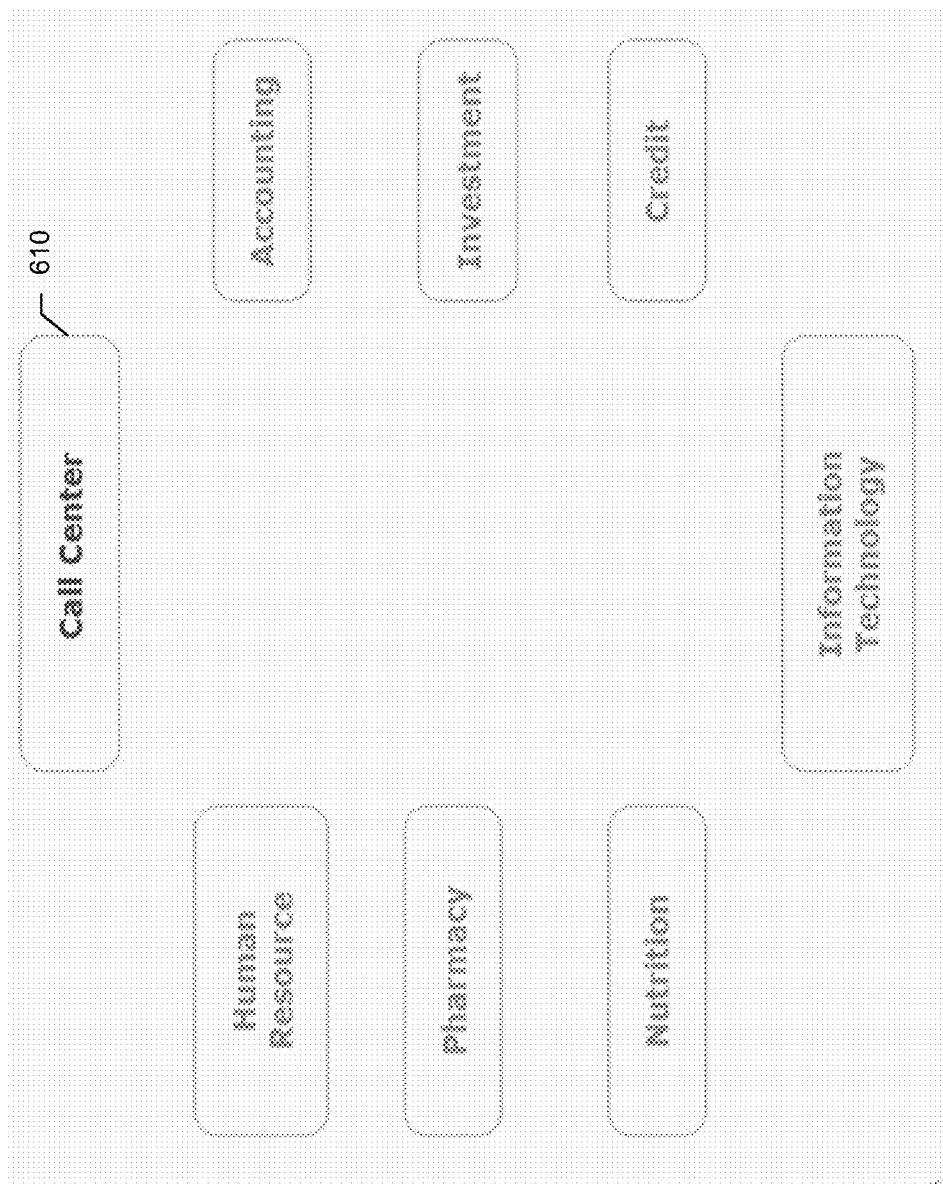 Call Center
610
Human
Resource
Accounting
Pharmacy
Investment
Nutrition
Credit
Information
Technology